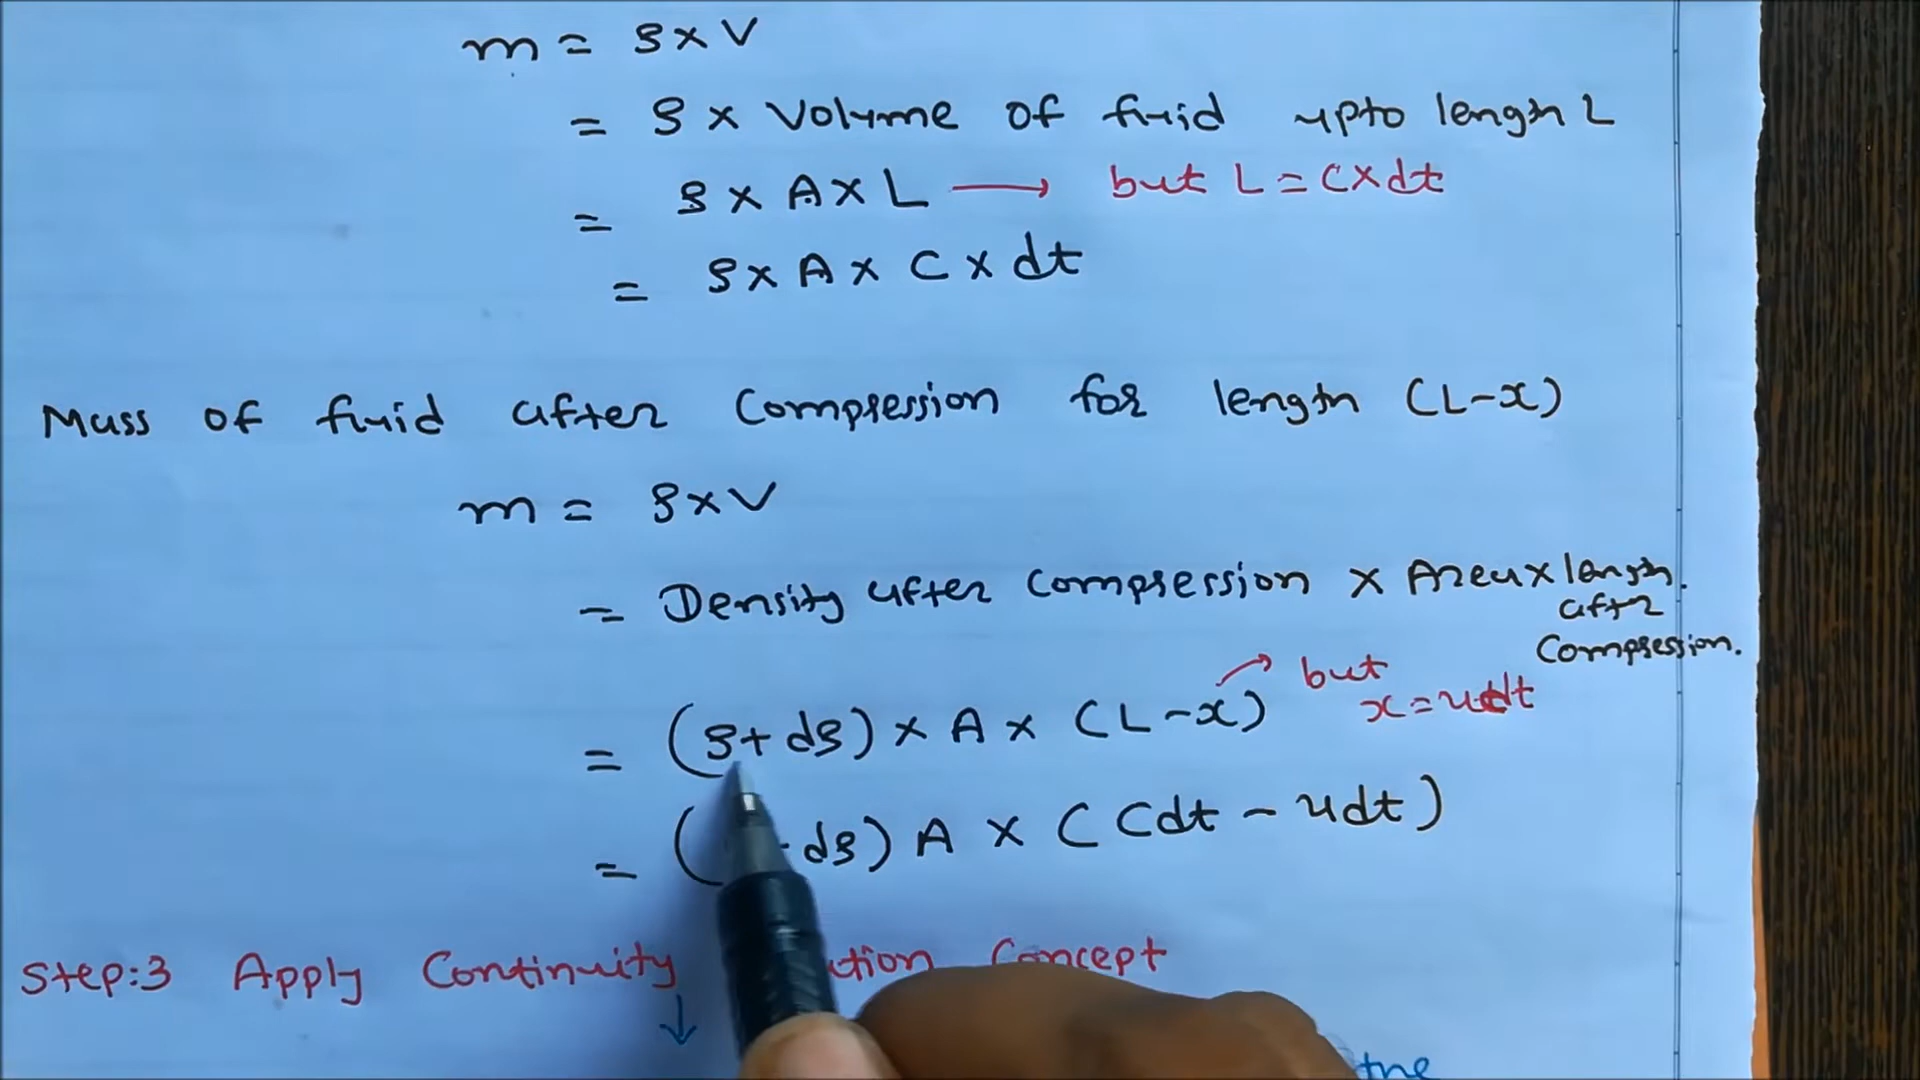 m = ρ × V
= ρ × Volume of fluid upto length L
= ρ × A × L → but L = C × dt
= ρ × A × C × dt
Mass of fluid after Compression for length (L-x)
m = ρ × V
= Density after Compression × Area × length after Compression.
= (ρ + dρ) × A × (L - x) → but x = udt
= ( dρ) A × (Cdt - udt)
Step:3 Apply Continuity Concept
↓ the